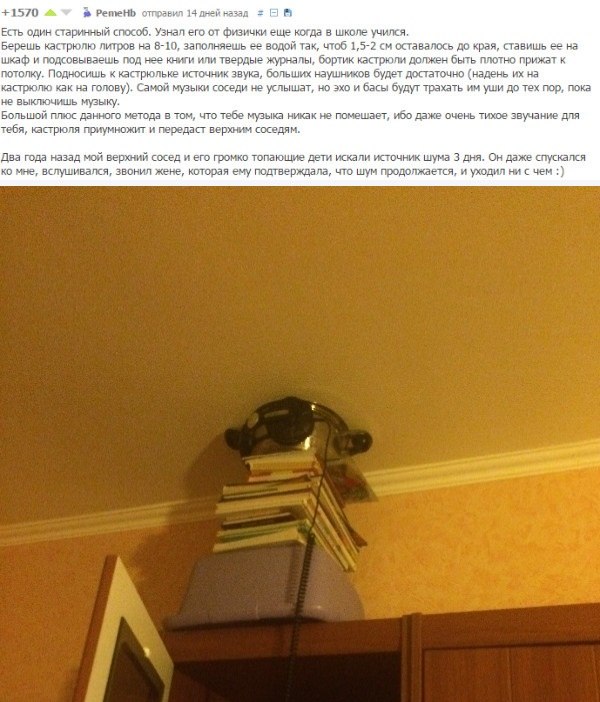 +1570 PemeHb отправил 14 дней назад #
Есть один старинный способ. Узнал его от физички еще когда в школе учился.
Берешь кастрюлю литров на 8-10, заполняешь ее водой так, чтоб 1,5-2 см оставалось до края, ставишь ее на
шкаф и подсовываешь под нее книги или твердые журналы, бортик кастрюли должен быть плотно прижат к
потолку. Подносишь к кастрюльке источник звука, больших наушников будет достаточно (надень их на
кастрюлю как на голову). Самой музыки соседи не услышат, но эхо и басы будут трахать им уши до тех пор, пока
не выключишь музыку.
Большой плюс данного метода в том, что тебе музыка никак не помешает, ибо даже очень тихое звучание для
тебя, кастрюля приумножит и передаст верхним соседям.
Два года назад мой верхний сосед и его громко топающие дети искали источник шума 3 дня. Он даже спускался
ко мне, вслушивался, звонил жене, которая ему подтверждала, что шум продолжается, и уходил ни с чем :)